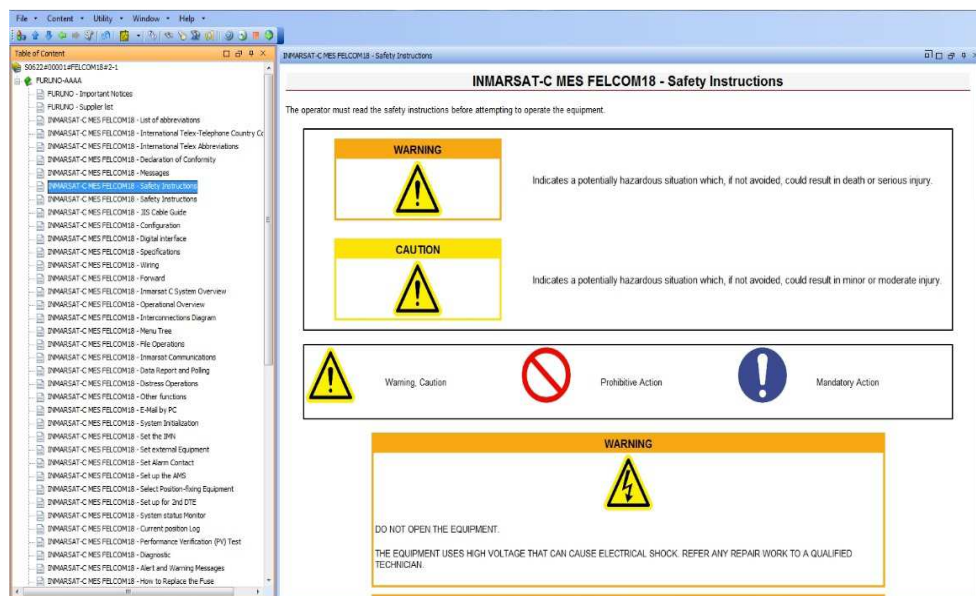 File Content Utility Window Help
Table of Content
S0622#00001#FELCOM18#2-1
FURUNO-AAAA
FURUNO - Important Notices
FURUNO - Supplier list
INMARSAT-C MES FELCOM18 - List of abbreviations
INMARSAT-C MES FELCOM18 - International Telex-Telephone Country Co
INMARSAT-C MES FELCOM18 - International Telex Abbreviations
INMARSAT-C MES FELCOM18 - Declaration of Conformity
INMARSAT-C MES FELCOM18 - Messages
INMARSAT-C MES FELCOM18 - Safety Instructions
INMARSAT-C MES FELCOM18 - Safety Instructions
INMARSAT-C MES FELCOM18 - JIS Cable Guide
INMARSAT-C MES FELCOM18 - Configuration
INMARSAT-C MES FELCOM18 - Digital interface
INMARSAT-C MES FELCOM18 - Specifications
INMARSAT-C MES FELCOM18 - Wiring
INMARSAT-C MES FELCOM18 - Forward
INMARSAT-C MES FELCOM18 - Inmarsat C System Overview
INMARSAT-C MES FELCOM18 - Operational Overview
INMARSAT-C MES FELCOM18 - Interconnections Diagram
INMARSAT-C MES FELCOM18 - Menu Tree
INMARSAT-C MES FELCOM18 - File Operations
INMARSAT-C MES FELCOM18 - Inmarsat Communications
INMARSAT-C MES FELCOM18 - Data Report and Polling
INMARSAT-C MES FELCOM18 - Distress Operations
INMARSAT-C MES FELCOM18 - Other functions
INMARSAT-C MES FELCOM18 - E-Mail by PC
INMARSAT-C MES FELCOM18 - System Initialization
INMARSAT-C MES FELCOM18 - Set the IMN
INMARSAT-C MES FELCOM18 - Set external Equipment
INMARSAT-C MES FELCOM18 - Set Alarm Contact
INMARSAT-C MES FELCOM18 - Set up the AMS
INMARSAT-C MES FELCOM18 - Select Position-fixing Equipment
INMARSAT-C MES FELCOM18 - Set up for 2nd DTE
INMARSAT-C MES FELCOM18 - System status Monitor
INMARSAT-C MES FELCOM18 - Current position Log
INMARSAT-C MES FELCOM18 - Performance Verification (PV) Test
INMARSAT-C MES FELCOM18 - Diagnostic
INMARSAT-C MES FELCOM18 - Alert and Warning Messages
INMARSAT-C MES FELCOM18 - How to Replace the Fuse
INMARSAT-C MES FELCOM18 - Safety Instructions
INMARSAT-C MES FELCOM18 - Safety Instructions
The operator must read the safety instructions before attempting to operate the equipment.
WARNING
Indicates a potentially hazardous situation which, if not avoided, could result in death or serious injury.
CAUTION
Indicates a potentially hazardous situation which, if not avoided, could result in minor or moderate injury.
Warning, Caution
Prohibitive Action
Mandatory Action
WARNING
DO NOT OPEN THE EQUIPMENT.
THE EQUIPMENT USES HIGH VOLTAGE THAT CAN CAUSE ELECTRICAL SHOCK. REFER ANY REPAIR WORK TO A QUALIFIED
TECHNICIAN.